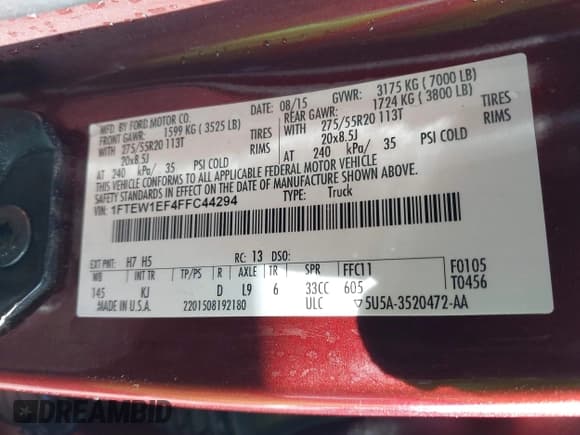 MFD. BY FORD MOTOR CO. DATE: 08/15 GVWR: 3175 KG ( 7000 LB)
FRONT GAWR: 1599 KG ( 3525 LB) REAR GAWR: 1724 KG ( 3800 LB)
WITH 275/55R20 113T TIRES WITH 275/55R20 113T TIRES
20x8.5J RIMS 20x8.5J RIMS
AT 240 kPa/ 35 PSI COLD AT 240 kPa/ 35 PSI COLD
THIS VEHICLE CONFORMS TO ALL APPLICABLE FEDERAL MOTOR VEHICLE
SAFETY STANDARDS IN EFFECT ON THE DATE OF MANUFACTURE SHOWN ABOVE.
VIN: 1FTEW1EF4FFC44294 TYPE: Truck
EXT PNT: H7 H5 RC: 13 DSO: F0105
WB INT TR TP/PS R AXLE TR SPR FFC11 T0456
145 KJ D L9 6 33CC 605
MADE IN U.S.A. 2201508192180 ULC ▽5U5A-3520472-AA
DREAMBID